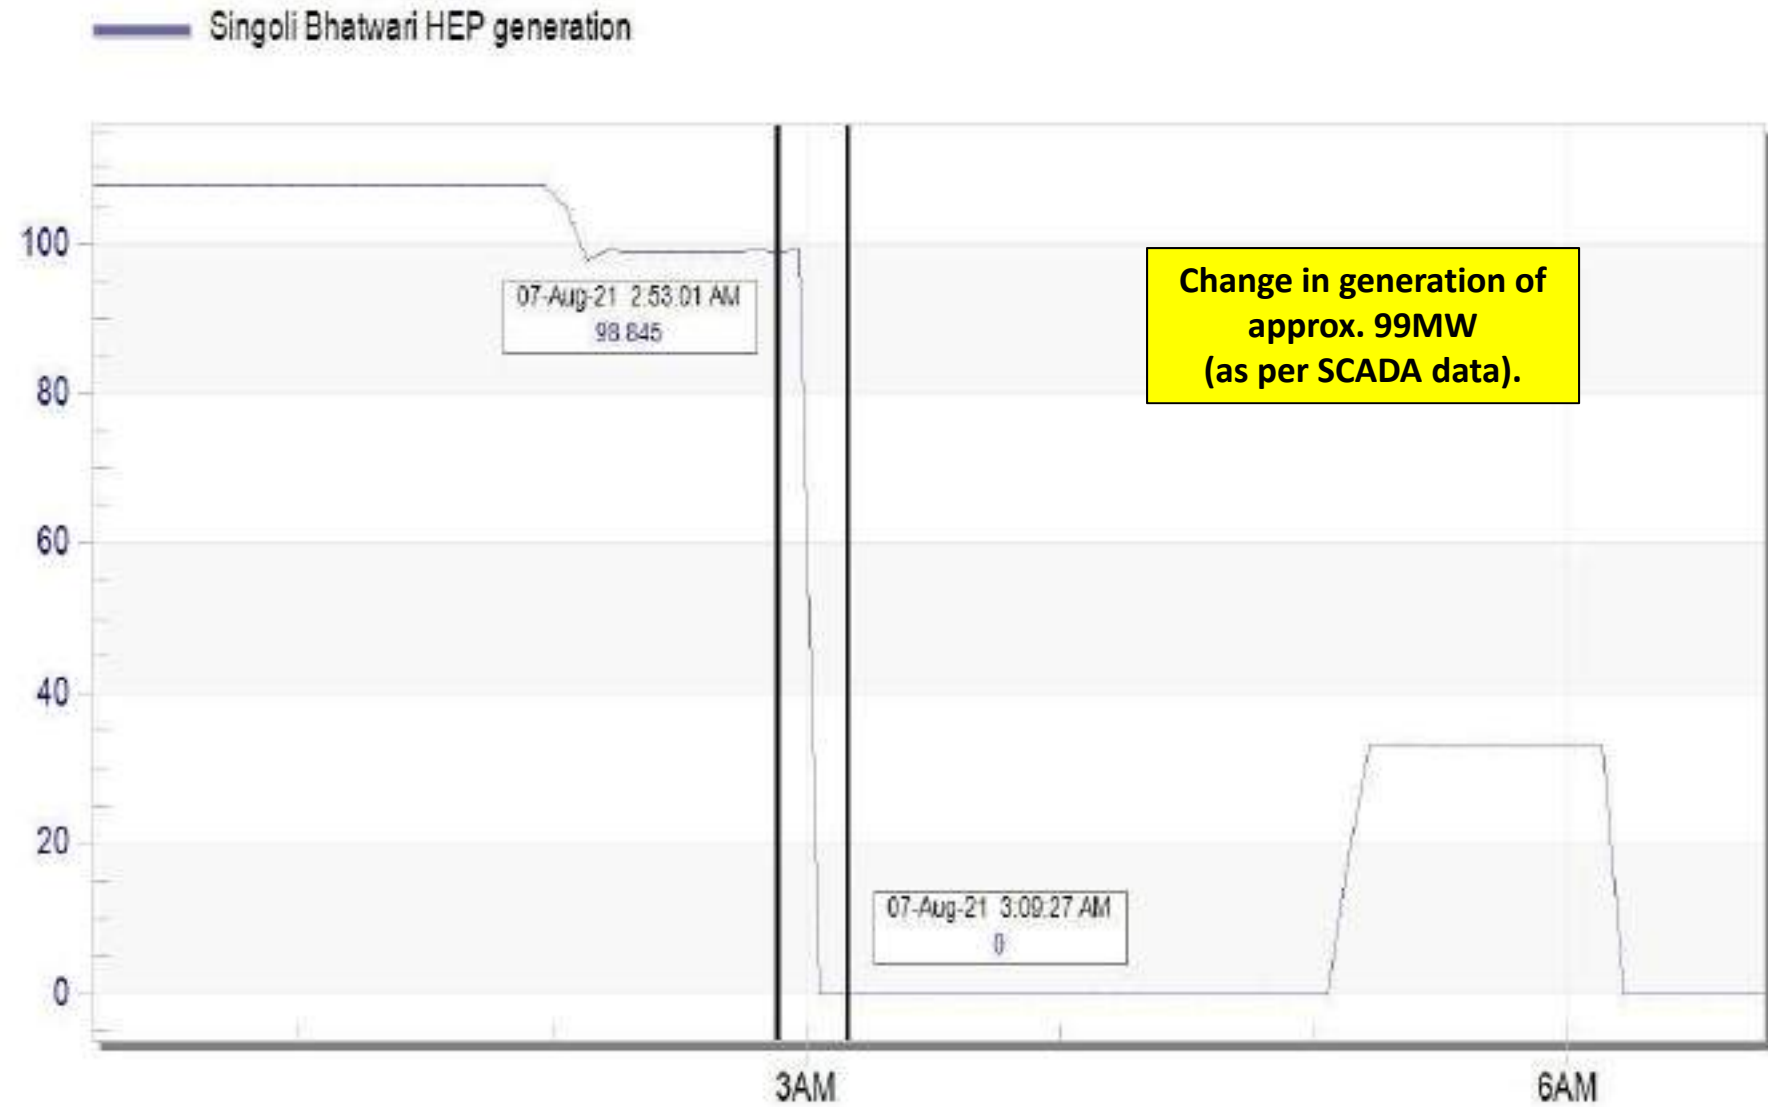 Singoli Bhatwari HEP generation
100
80
60
40
20
0
07-Aug-21 2:53:01 AM
98.845
Change in generation of
approx. 99MW
(as per SCADA data).
07-Aug-21 3:09:27 AM
0
3AM
6AM